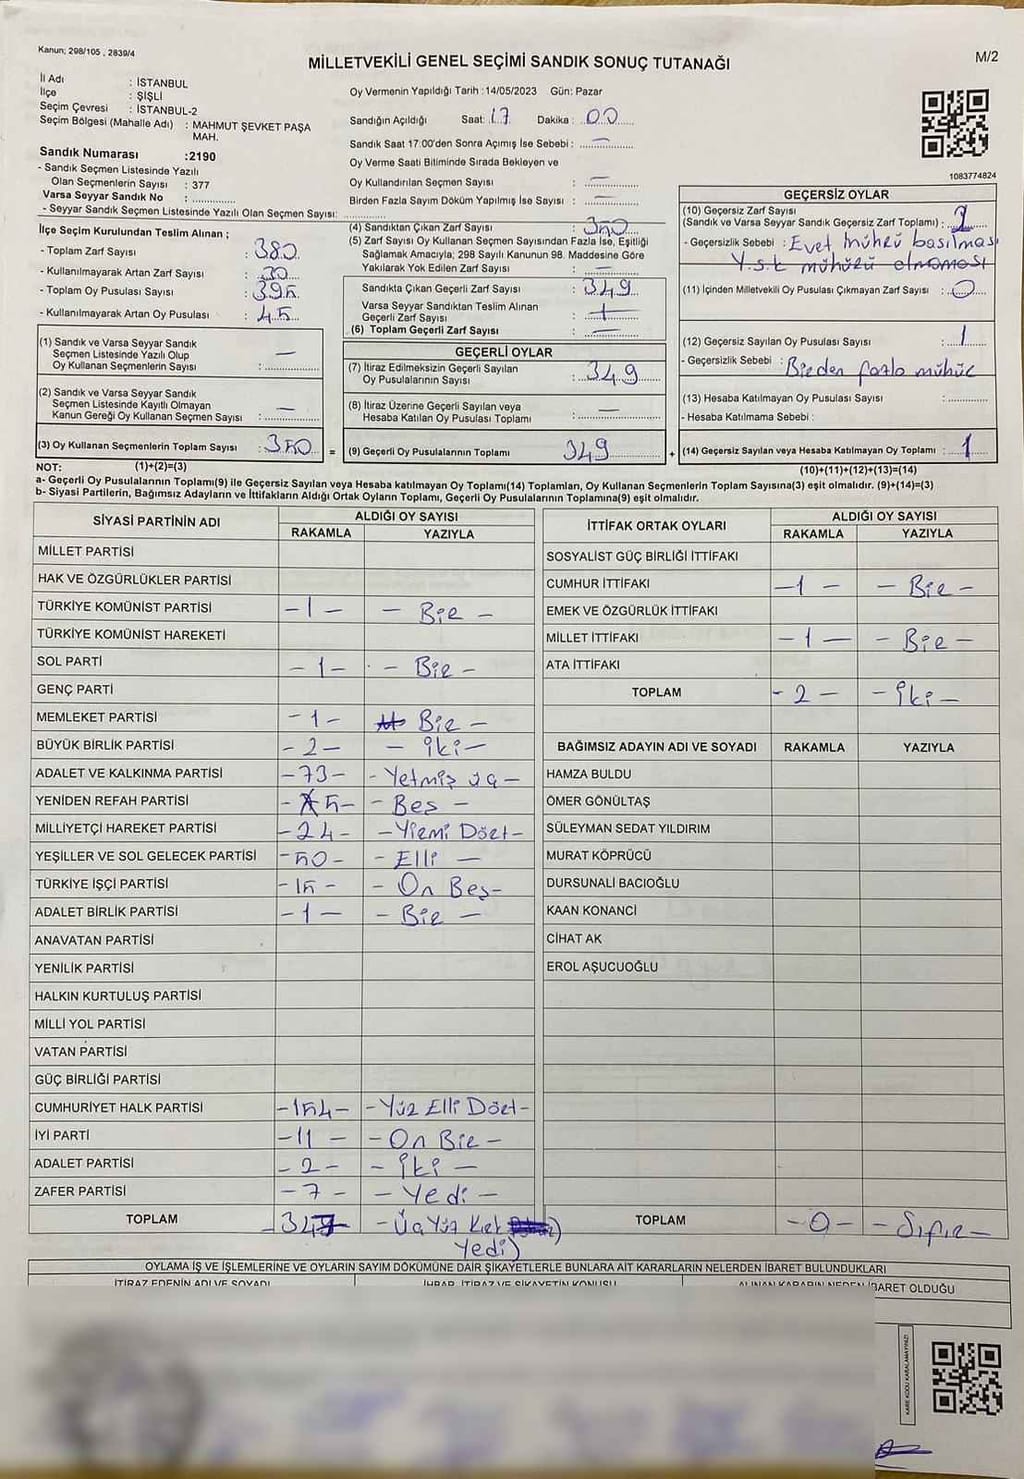 Kanun; 298/105 , 2839/4
MİLLETVEKİLİ GENEL SEÇİMİ SANDIK SONUÇ TUTANAĞI
M/2
İl Adı : İSTANBUL
İlçe : ŞİŞLİ
Seçim Çevresi : İSTANBUL-2
Seçim Bölgesi (Mahalle Adı) : MAHMUT ŞEVKET PAŞA
MAH.
Sandık Numarası :2190
- Sandık Seçmen Listesinde Yazılı
Olan Seçmenlerin Sayısı : 377
Varsa Seyyar Sandık No :
- Seyyar Sandık Seçmen Listesinde Yazılı Olan Seçmen Sayısı:
İlçe Seçim Kurulundan Teslim Alınan ;
- Toplam Zarf Sayısı : 380
- Kullanılmayarak Artan Zarf Sayısı : 30
- Toplam Oy Pusulası Sayısı : 395
- Kullanılmayarak Artan Oy Pusulası : 45
Oy Vermenin Yapıldığı Tarih :14/05/2023 Gün: Pazar
Sandığın Açıldığı Saat: 17 Dakika : 00
Sandık Saat 17:00'den Sonra Açımış İse Sebebi : —
Oy Verme Saati Bitiminde Sırada Bekleyen ve
Oy Kullandırılan Seçmen Sayısı : —
Birden Fazla Sayım Döküm Yapılmış İse Sayısı : —
(4) Sandıktan Çıkan Zarf Sayısı : 350
(5) Zarf Sayısı Oy Kullanan Seçmen Sayısından Fazla İse, Eşitliği
Sağlamak Amacıyla, 298 Sayılı Kanunun 98. Maddesine Göre
Yakılarak Yok Edilen Zarf Sayısı : —
Sandıkta Çıkan Geçerli Zarf Sayısı : 349
Varsa Seyyar Sandıktan Teslim Alınan
Geçerli Zarf Sayısı :
(6) Toplam Geçerli Zarf Sayısı : —
1083774824
GEÇERSİZ OYLAR
(10) Geçersiz Zarf Sayısı
(Sandık ve Varsa Seyyar Sandık Geçersiz Zarf Toplamı) :
- Geçersizlik Sebebi : Evet mührü basılması
Y.s.k mühürü olmaması
(11) İçinden Milletvekili Oy Pusulası Çıkmayan Zarf Sayısı : 0
(12) Geçersiz Sayılan Oy Pusulası Sayısı : 1
- Geçersizlik Sebebi : Birden fazla mühür
(13) Hesaba Katılmayan Oy Pusulası Sayısı :
- Hesaba Katılmama Sebebi :
(14) Geçersiz Sayılan veya Hesaba Katılmayan Oy Toplamı : 1
(10)+(11)+(12)+(13)=(14)
(1) Sandık ve Varsa Seyyar Sandık
Seçmen Listesinde Yazılı Olup
Oy Kullanan Seçmenlerin Sayısı : —
(2) Sandık ve Varsa Seyyar Sandık
Seçmen Listesinde Kayıtlı Olmayan
Kanun Gereği Oy Kullanan Seçmen Sayısı : —
(3) Oy Kullanan Seçmenlerin Toplam Sayısı : 350 =
GEÇERLİ OYLAR
(7) İtiraz Edilmeksizin Geçerli Sayılan
Oy Pusulalarının Sayısı : 349
(8) İtiraz Üzerine Geçerli Sayılan veya
Hesaba Katılan Oy Pusulası Toplamı : —
(9) Geçerli Oy Pusulalarının Toplamı 349 +
NOT: (1)+(2)=(3)
a- Geçerli Oy Pusulalarının Toplamı(9) ile Geçersiz Sayılan veya Hesaba katılmayan Oy Toplamı(14) Toplamları, Oy Kullanan Seçmenlerin Toplam Sayısına(3) eşit olmalıdır. (9)+(14)=(3)
b- Siyasi Partilerin, Bağımsız Adayların ve İttifakların Aldığı Ortak Oyların Toplamı, Geçerli Oy Pusulalarının Toplamına(9) eşit olmalıdır.
SİYASİ PARTİNİN ADI ALDIĞI OY SAYISI
RAKAMLA YAZIYLA
MİLLET PARTİSİ
HAK VE ÖZGÜRLÜKLER PARTİSİ
TÜRKİYE KOMÜNİST PARTİSİ -1- - Bir -
TÜRKİYE KOMÜNİST HAREKETİ
SOL PARTİ -1- - Bir -
GENÇ PARTİ
MEMLEKET PARTİSİ -1- Bir -
BÜYÜK BİRLİK PARTİSİ -2- - iki -
ADALET VE KALKINMA PARTİSİ -73- - Yetmiş üç -
YENİDEN REFAH PARTİSİ - 5- - Beş -
MİLLİYETÇİ HAREKET PARTİSİ -24- - Yirmi Dört -
YEŞİLLER VE SOL GELECEK PARTİSİ -50- - Elli -
TÜRKİYE İŞÇİ PARTİSİ -15- - On Beş -
ADALET BİRLİK PARTİSİ -1- - Bir -
ANAVATAN PARTİSİ
YENİLİK PARTİSİ
HALKIN KURTULUŞ PARTİSİ
MİLLİ YOL PARTİSİ
VATAN PARTİSİ
GÜÇ BİRLİĞİ PARTİSİ
CUMHURİYET HALK PARTİSİ -154- - Yüz Elli Dört -
İYİ PARTİ -11- - On Bir -
ADALET PARTİSİ -2- - iki -
ZAFER PARTİSİ -7- - Yedi -
TOPLAM -347- - Üç Yüz Kırk
Yedi)
İTTİFAK ORTAK OYLARI ALDIĞI OY SAYISI
RAKAMLA YAZIYLA
SOSYALİST GÜÇ BİRLİĞİ İTTİFAKI
CUMHUR İTTİFAKI -1- - Bir -
EMEK VE ÖZGÜRLÜK İTTİFAKI
MİLLET İTTİFAKI -1- - Bir -
ATA İTTİFAKI
TOPLAM -2- - iki -
BAĞIMSIZ ADAYIN ADI VE SOYADI RAKAMLA YAZIYLA
HAMZA BULDU
ÖMER GÖNÜLTAŞ
SÜLEYMAN SEDAT YILDIRIM
MURAT KÖPRÜCÜ
DURSUNALİ BACIOĞLU
KAAN KONANCİ
CİHAT AK
EROL AŞUCUOĞLU
TOPLAM -0- - Sıfır -
OYLAMA İŞ VE İŞLEMLERİNE VE OYLARIN SAYIM DÖKÜMÜNE DAİR ŞİKAYETLERLE BUNLARA AİT KARARLARIN NELERDEN İBARET BULUNDUKLARI
İTİRAZ EDENİN ADI VE SOYADI İHBAR, İTİRAZ VE ŞİKAYETİN KONUSU ALINAN KARARIN NEDEN İBARET OLDUĞU
KARE KODU KARALAMAYINIZ!